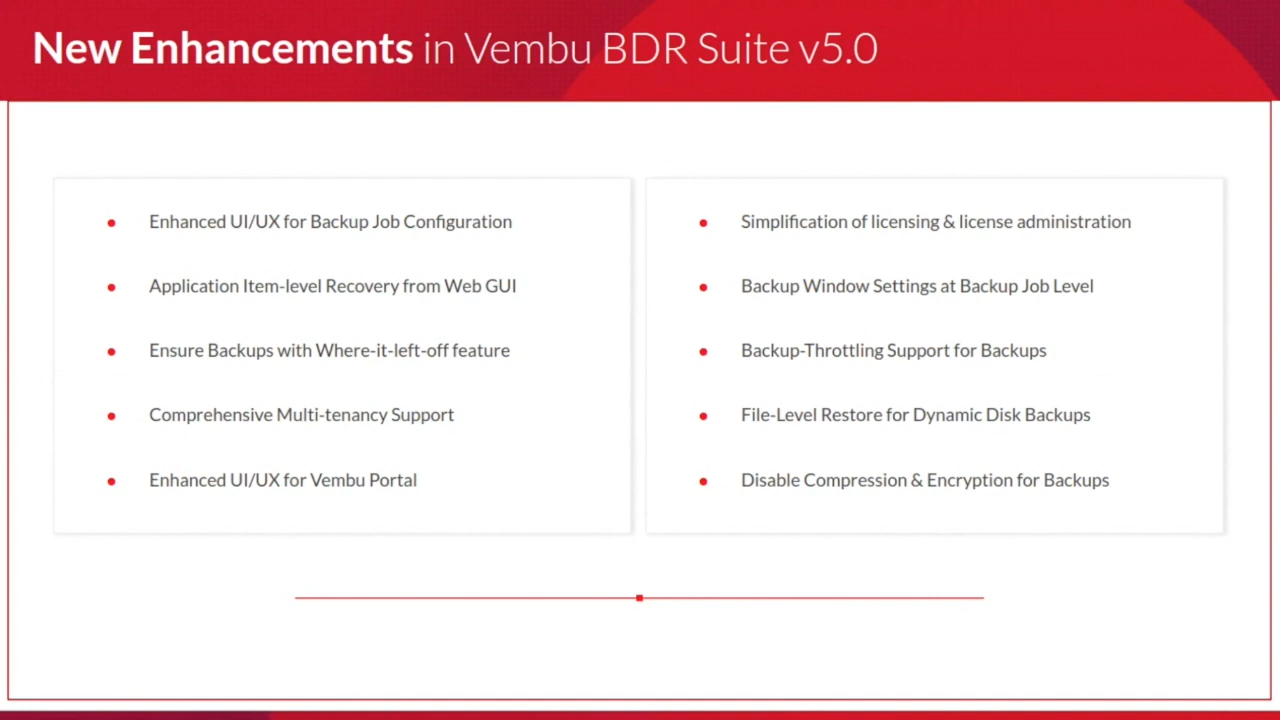 New Enhancements in Vembu BDR Suite v5.0
Enhanced UI/UX for Backup Job Configuration
Application Item-level Recovery from Web GUI
Ensure Backups with Where-it-left-off feature
Comprehensive Multi-tenancy Support
Enhanced UI/UX for Vembu Portal
Simplification of licensing & license administration
Backup Window Settings at Backup Job Level
Backup-Throttling Support for Backups
File-Level Restore for Dynamic Disk Backups
Disable Compression & Encryption for Backups